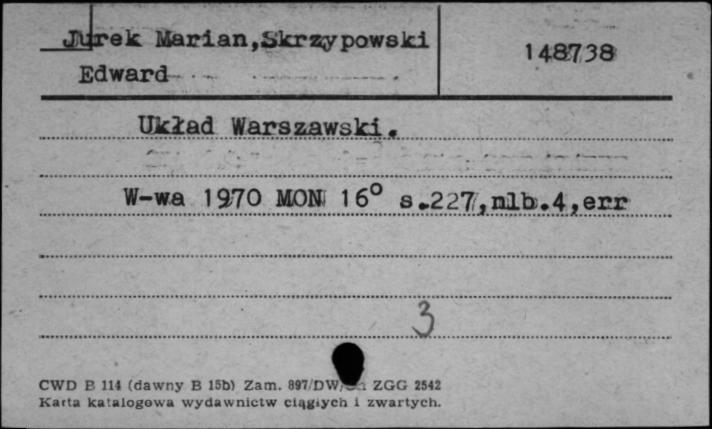 Jurek Marian,Skrzypowski
Edward
148738
Układ Warszawski.
W-wa 1970 MON 16° s.227,nlb.4,err
3
CWD B 114 (dawny B 15b) Zam. 897/DW/ ZGG 2542
Karta katalogowa wydawnictw ciągłych i zwartych.